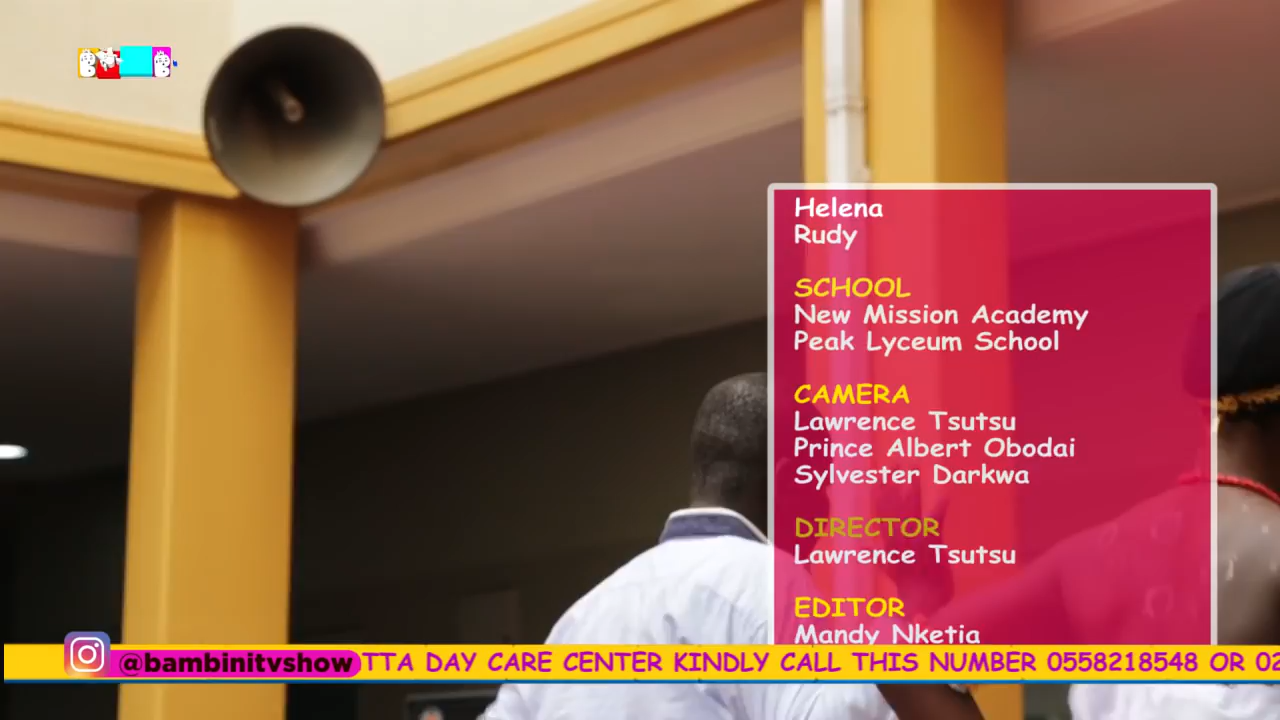 Helena
Rudy
SCHOOL
New Mission Academy
Peak Lyceum School
CAMERA
Lawrence Tsutsu
Prince Albert Obodai
Sylvester Darkwa
DIRECTOR
Lawrence Tsutsu
EDITOR
Mandy Nketia
@bambinitvshow TTA DAY CARE CENTER KINDLY CALL THIS NUMBER 0558218548 OR 02